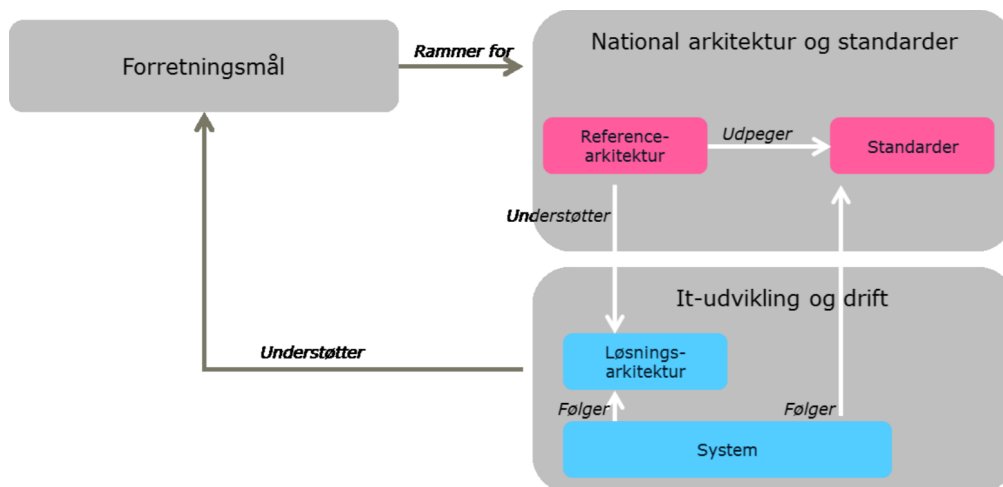 Forretningsmål
Rammer for
National arkitektur og standarder
Reference-
arkitektur
Udpeger
Standarder
Understøtter
It-udvikling og drift
Understøtter
Løsnings-
arkitektur
Følger
Følger
System